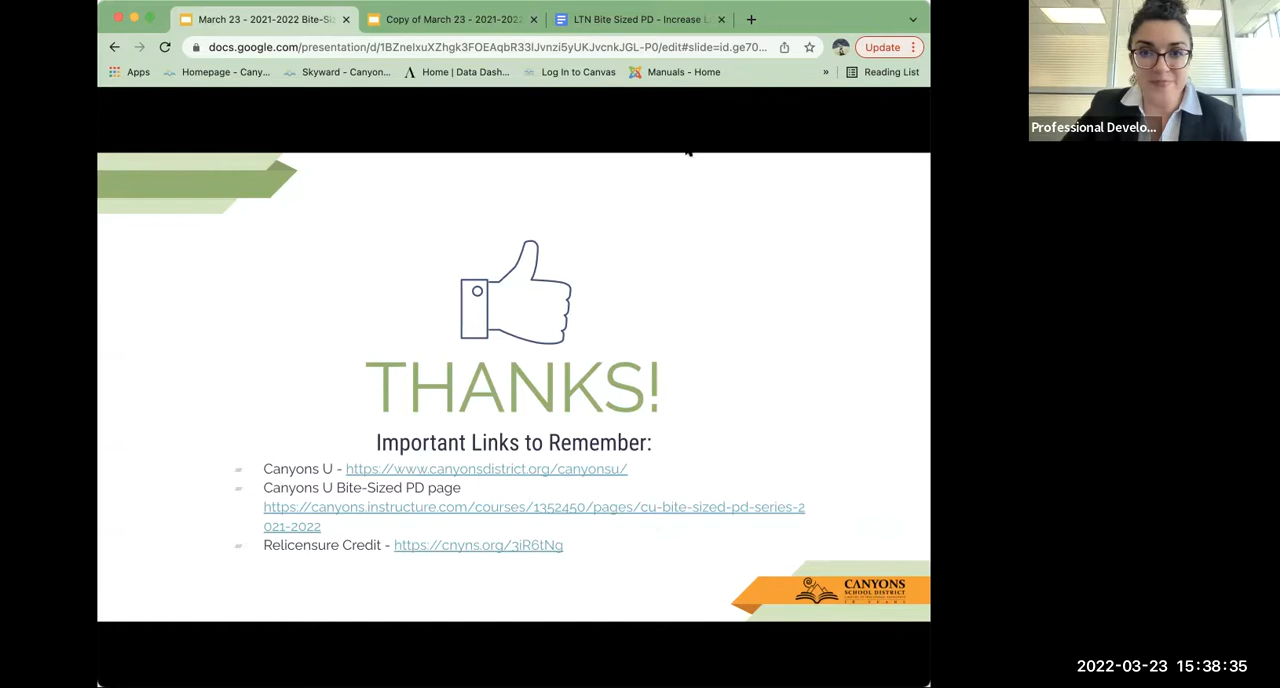 March 23 - 2021-2022 Bite-Si
Copy of March 23 - 2021-202
LTN Bite Sized PD - Increase
docs.google.com/presentation/d/1BZneIxuXZhgk3FOEAqbR33lJvnzi5yUKJvcnkJGL-P0/edit#slide=id.ge70...
Update
Apps
Homepage - Cany...
Skyward - Canyon...
Home | Data Dash...
Log In to Canvas
Manuals - Home
»
Reading List
Professional Develo...
THANKS!
Important Links to Remember:
Canyons U - https://www.canyonsdistrict.org/canyonsu/
Canyons U Bite-Sized PD page
https://canyons.instructure.com/courses/1352450/pages/cu-bite-sized-pd-series-2
021-2022
Relicensure Credit - https://cnyns.org/3iR6tNg
CANYONS
SCHOOL DISTRICT
2022-03-23 15:38:35